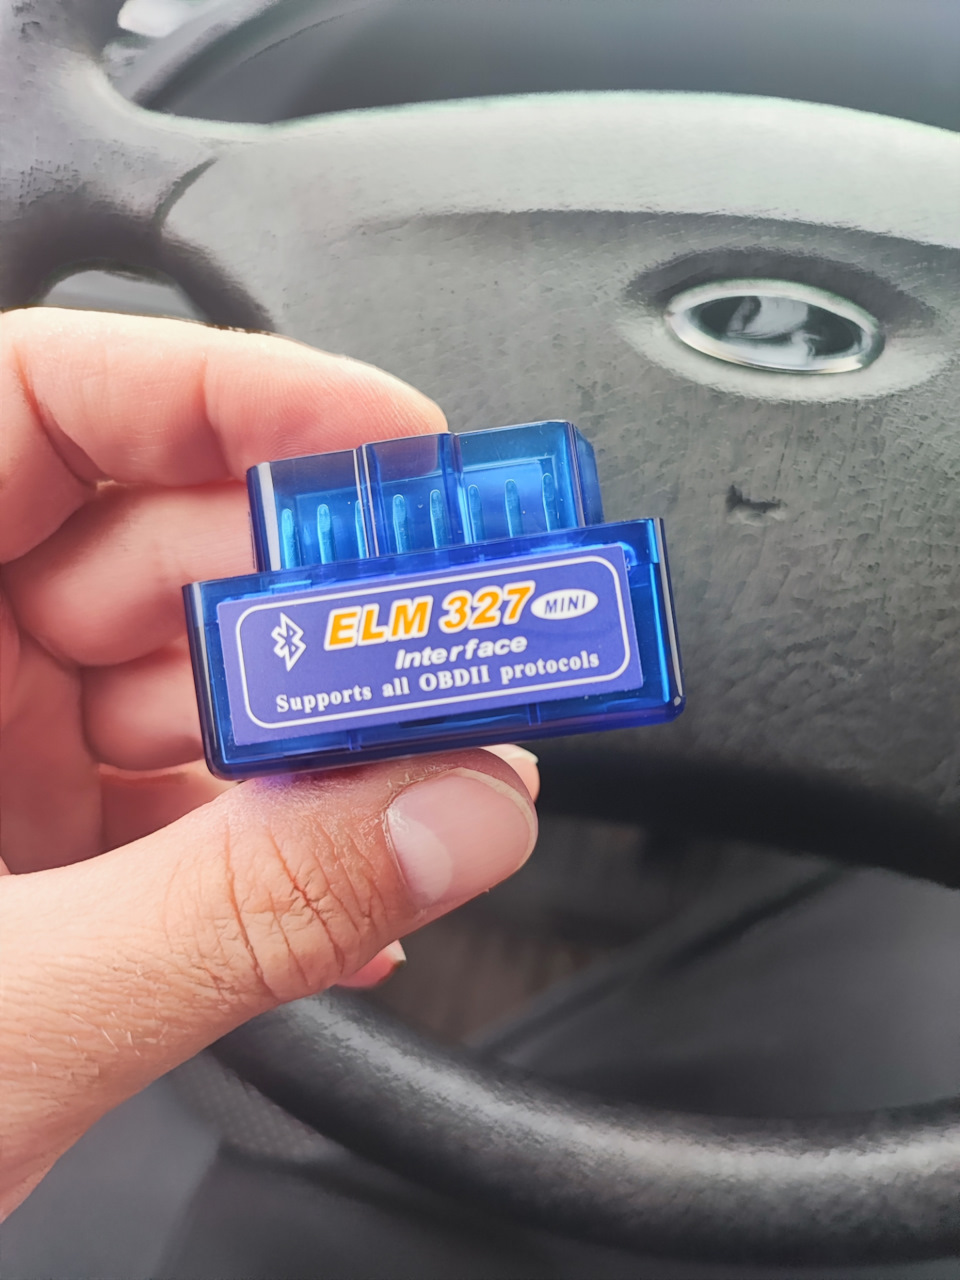 ELM 327 MINI
Interface
Supports all OBDII protocols